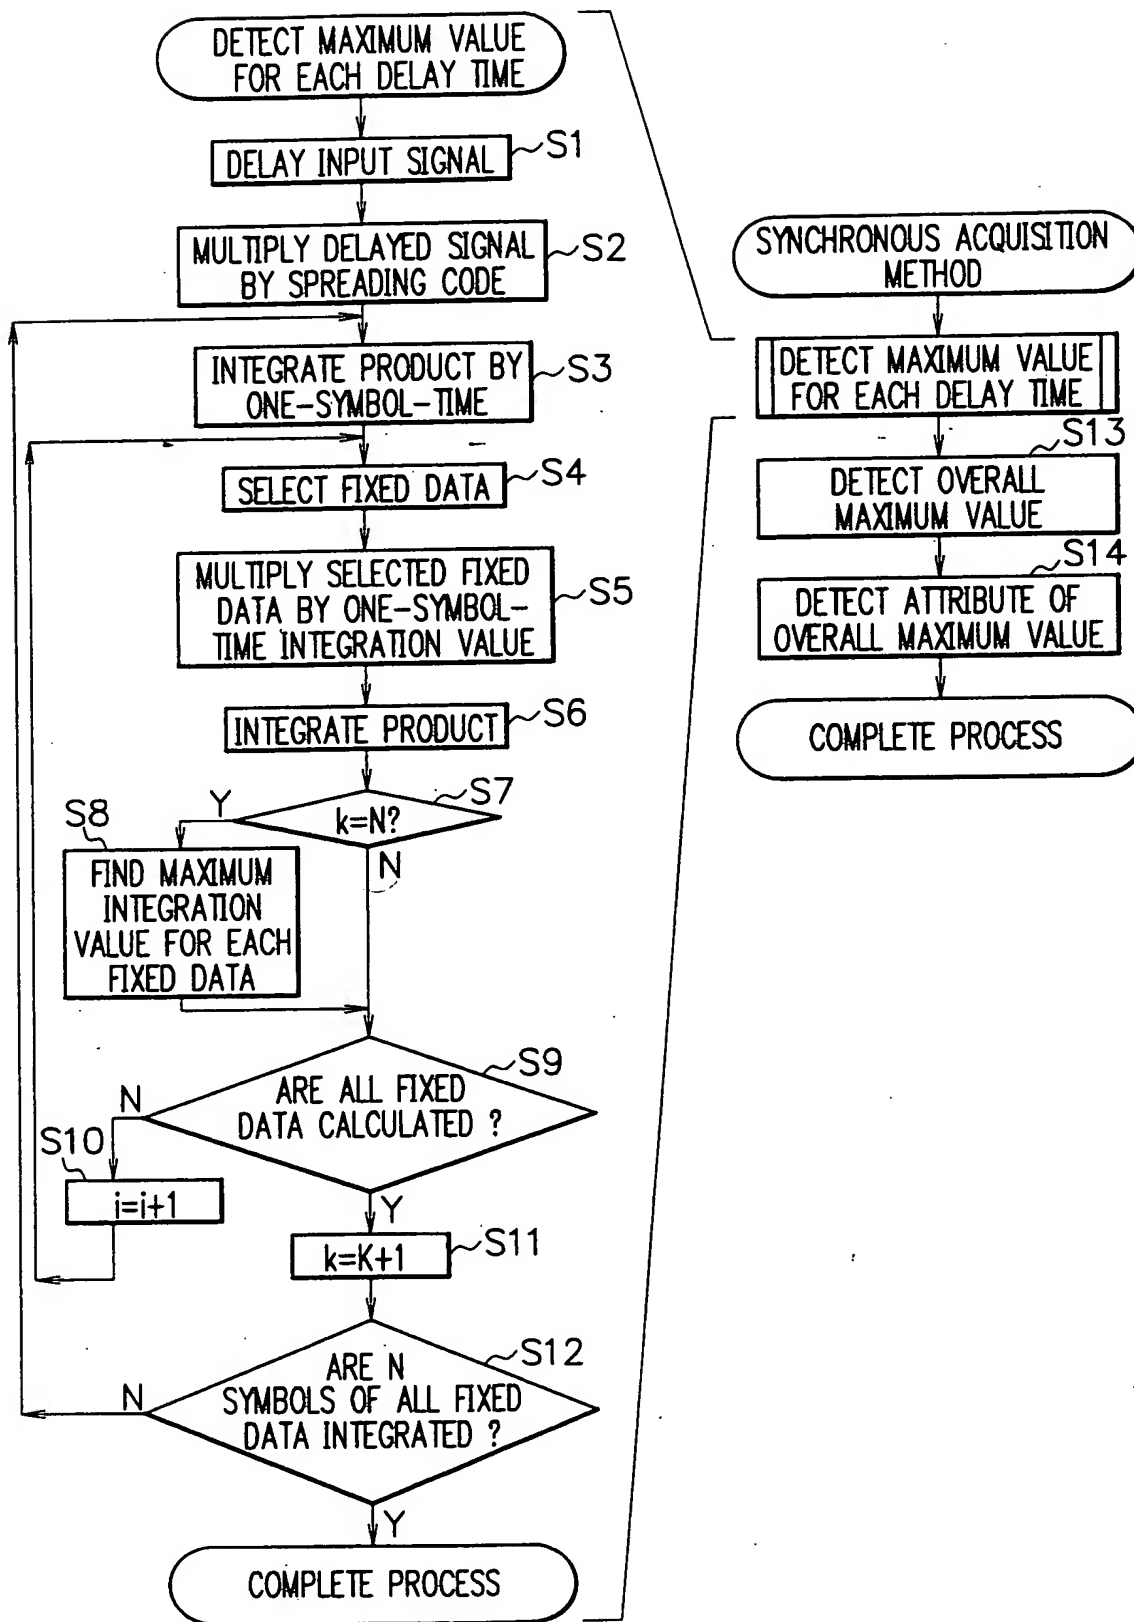 DETECT MAXIMUM VALUE
FOR EACH DELAY TIME
DELAY INPUT SIGNAL
S1
MULTIPLY DELAYED SIGNAL
BY SPREADING CODE
S2
INTEGRATE PRODUCT BY
ONE-SYMBOL-TIME
S3
SELECT FIXED DATA
S4
MULTIPLY SELECTED FIXED
DATA BY ONE-SYMBOL-
TIME INTEGRATION VALUE
S5
INTEGRATE PRODUCT
S6
k=N?
S7
Y
N
S8
FIND MAXIMUM
INTEGRATION
VALUE FOR EACH
FIXED DATA
ARE ALL FIXED
DATA CALCULATED ?
S9
N
Y
S10
i=i+1
k=K+1
S11
ARE N
SYMBOLS OF ALL FIXED
DATA INTEGRATED ?
S12
N
Y
COMPLETE PROCESS
SYNCHRONOUS ACQUISITION
METHOD
DETECT MAXIMUM VALUE
FOR EACH DELAY TIME
S13
DETECT OVERALL
MAXIMUM VALUE
S14
DETECT ATTRIBUTE OF
OVERALL MAXIMUM VALUE
COMPLETE PROCESS